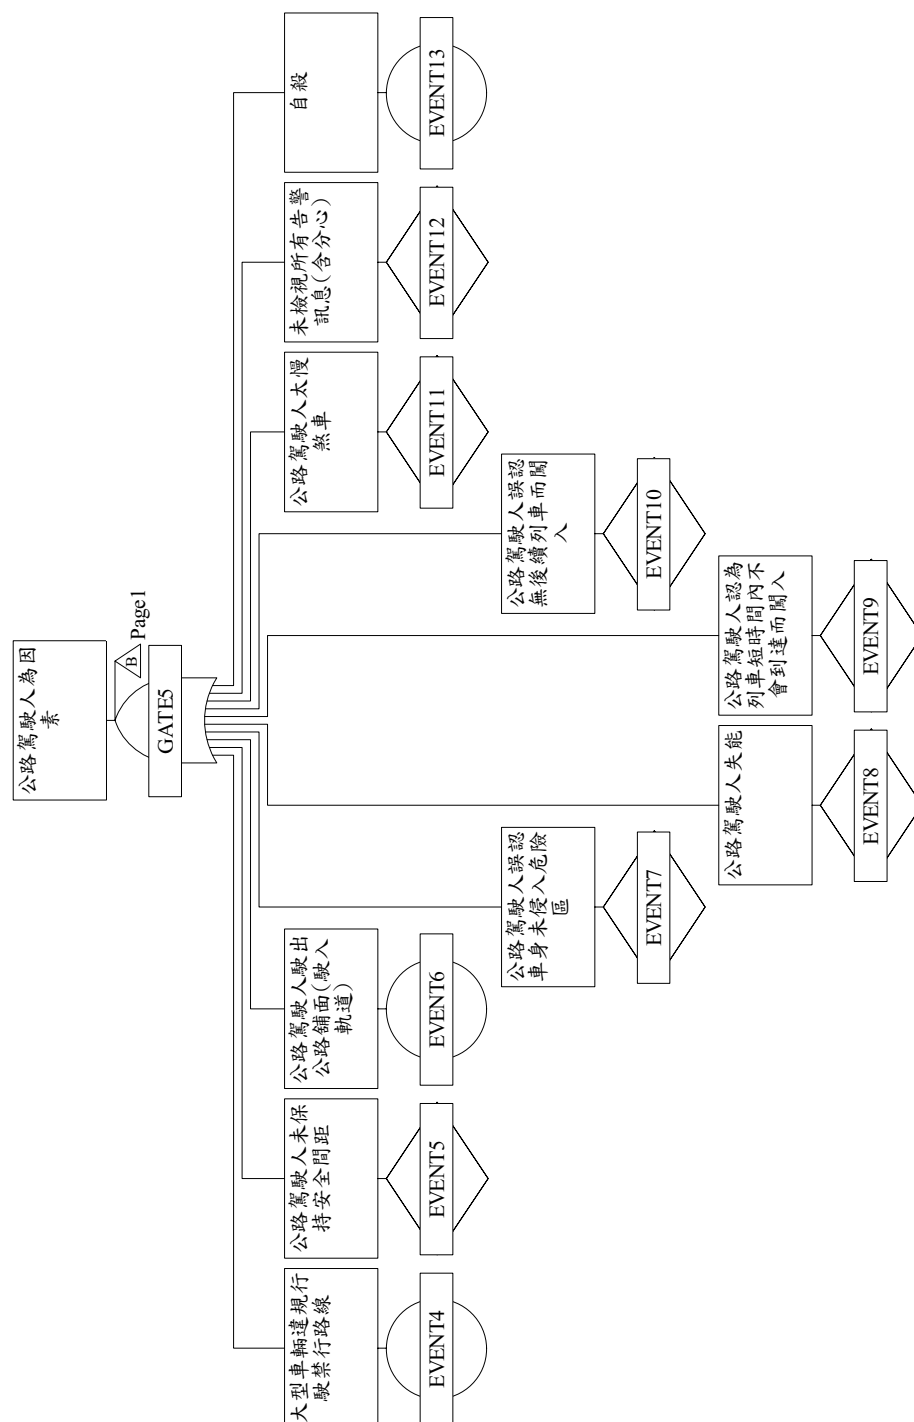 公路駕駛人為因
素
B
Page1
GATE5
大型車輛違規行
駛禁行路線
EVENT4
公路駕駛人未保
持安全間距
EVENT5
公路駕駛人駛出
公路舖面(駛入
軌道)
EVENT6
公路駕駛人誤認
車身未侵入危險
區
EVENT7
公路駕駛人失能
EVENT8
公路駕駛人認為
列車短時間內不
會到達而闖入
EVENT9
公路駕駛人誤認
無後續列車而闖
入
EVENT10
公路駕駛人太慢
煞車
EVENT11
未檢視所有告警
訊息(含分心)
EVENT12
自殺
EVENT13